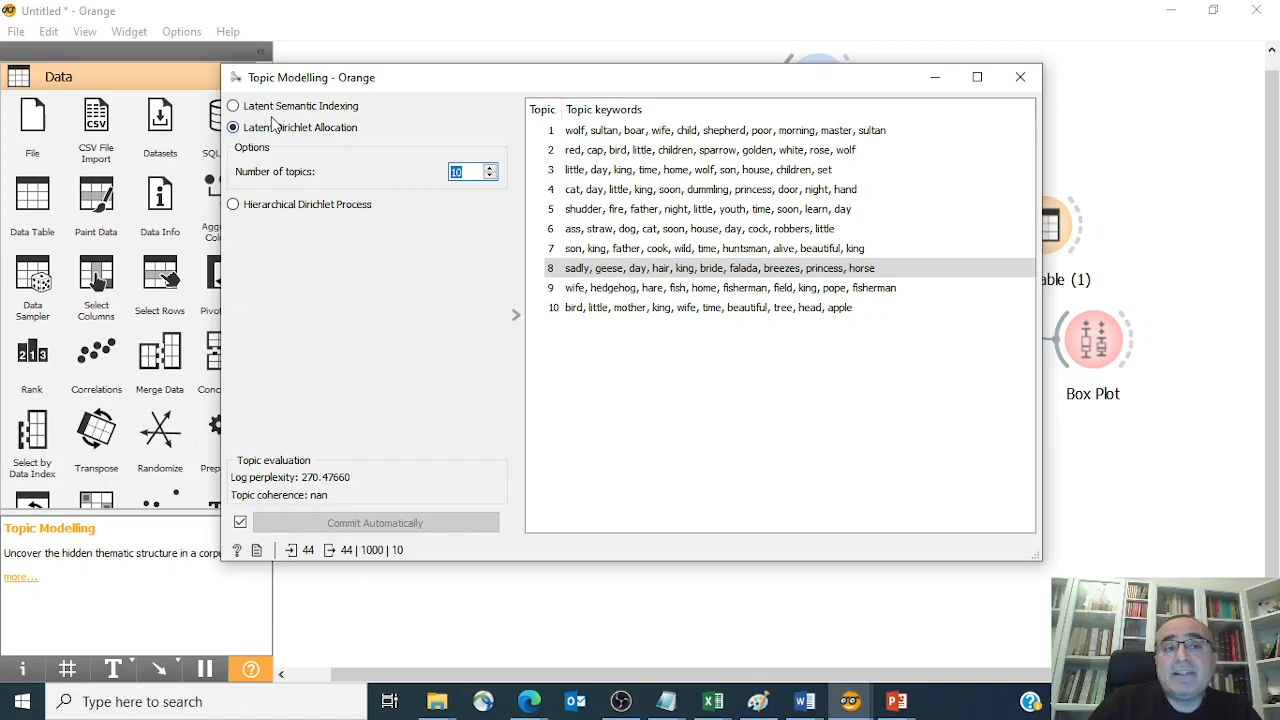 Untitled * - Orange
File Edit View Widget Options Help
Data
File
CSV File Import
Datasets
SQL
Data Table
Paint Data
Data Info
Data Sampler
Select Columns
Select Rows
Rank
Correlations
Merge Data
Select by Data Index
Transpose
Randomize
Topic Modelling
Uncover the hidden thematic structure in a
more...
Topic Modelling - Orange
Latent Semantic Indexing
Latent Dirichlet Allocation
Options
Number of topics: 10
Hierarchical Dirichlet Process
Topic evaluation
Log perplexity: 270.47660
Topic coherence: nan
Commit Automatically
? 44 44 | 1000 | 10
Topic Topic keywords
1 wolf, sultan, boar, wife, child, shepherd, poor, morning, master, sultan
2 red, cap, bird, little, children, sparrow, golden, white, rose, wolf
3 little, day, king, time, home, wolf, son, house, children, set
4 cat, day, little, king, soon, dummling, princess, door, night, hand
5 shudder, fire, father, night, little, youth, time, soon, learn, day
6 ass, straw, dog, cat, soon, house, day, cock, robbers, little
7 son, king, father, cook, wild, time, huntsman, alive, beautiful, king
8 sadly, geese, day, hair, king, bride, falada, breezes, princess, horse
9 wife, hedgehog, hare, fish, home, fisherman, field, king, pope, fisherman
10 bird, little, mother, king, wife, time, beautiful, tree, head, apple
able (1)
Box Plot
Type here to search